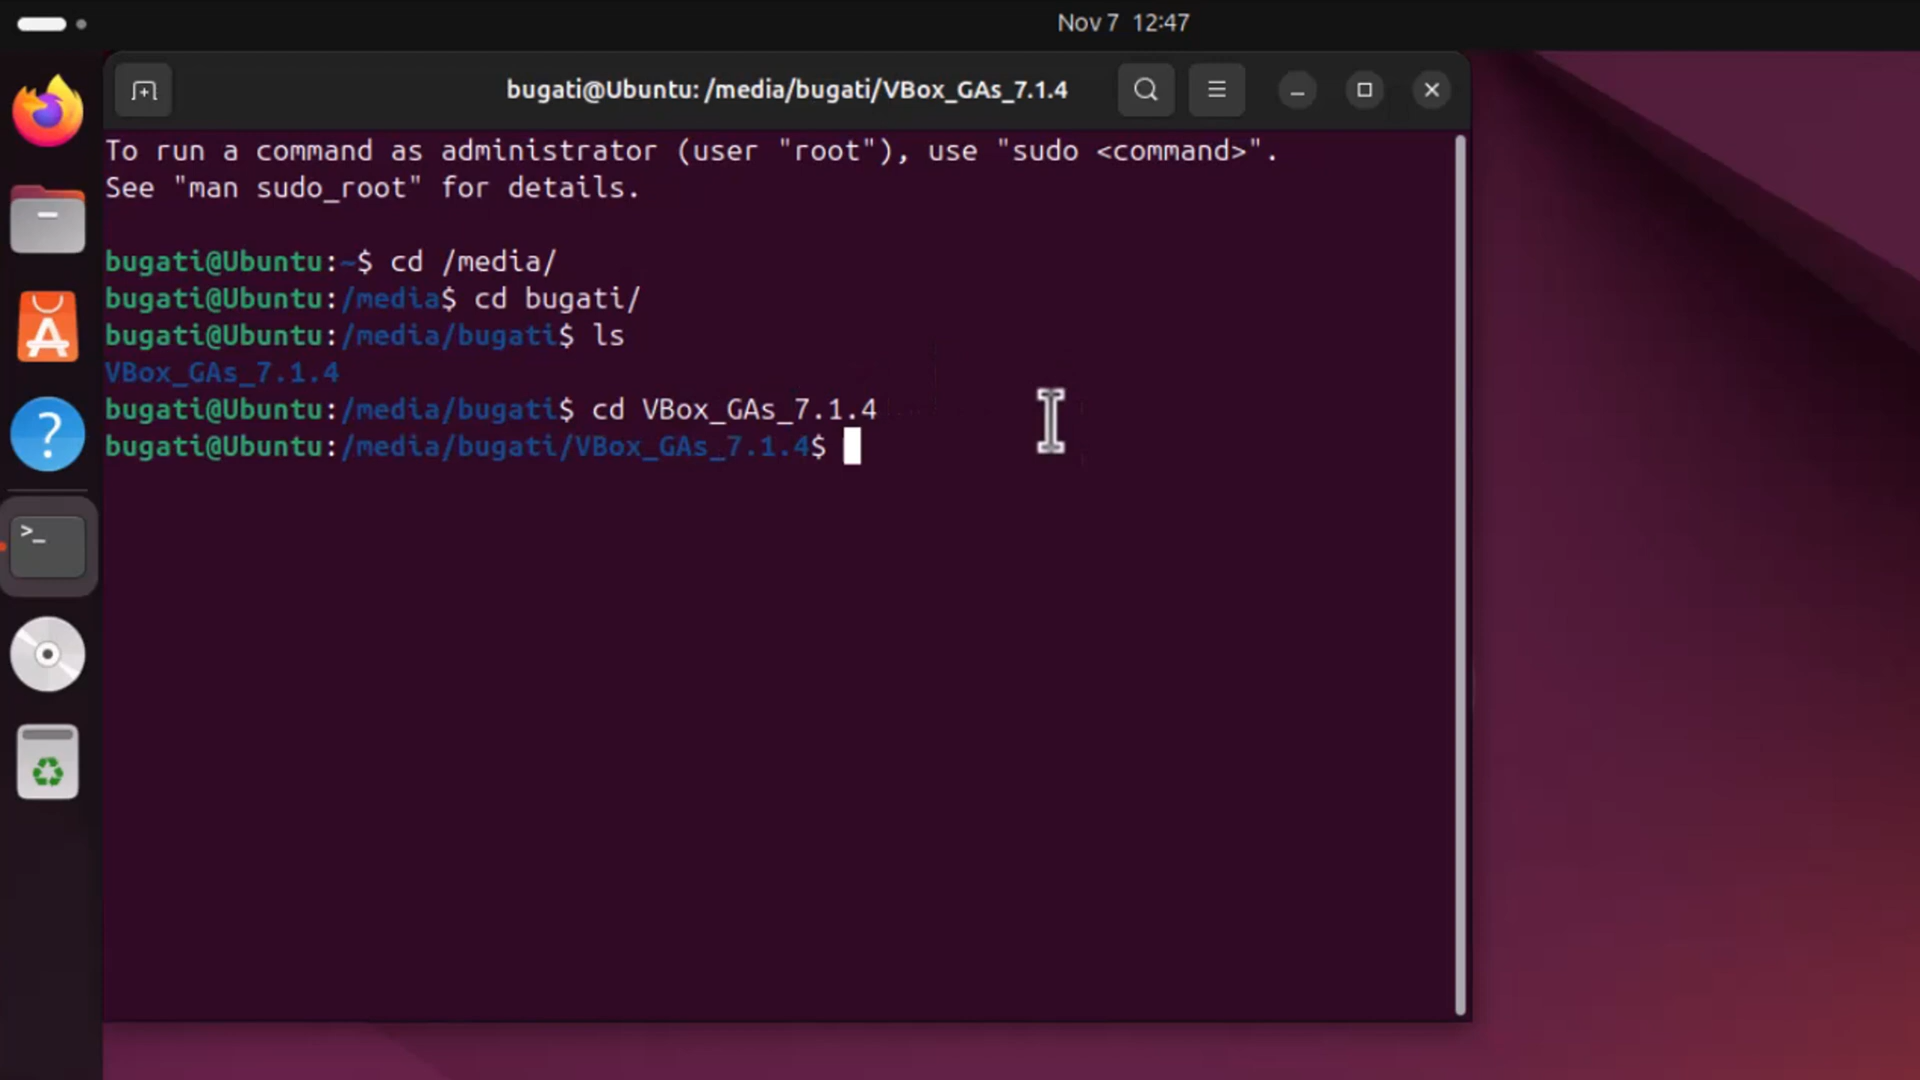 Nov 7 12:47
bugati@Ubuntu: /media/bugati/VBox_GAs_7.1.4
To run a command as administrator (user "root"), use "sudo <command>".
See "man sudo_root" for details.
bugati@Ubuntu:~$ cd /media/
bugati@Ubuntu:/media$ cd bugati/
bugati@Ubuntu:/media/bugati$ ls
VBox_GAs_7.1.4
bugati@Ubuntu:/media/bugati$ cd VBox_GAs_7.1.4
bugati@Ubuntu:/media/bugati/VBox_GAs_7.1.4$